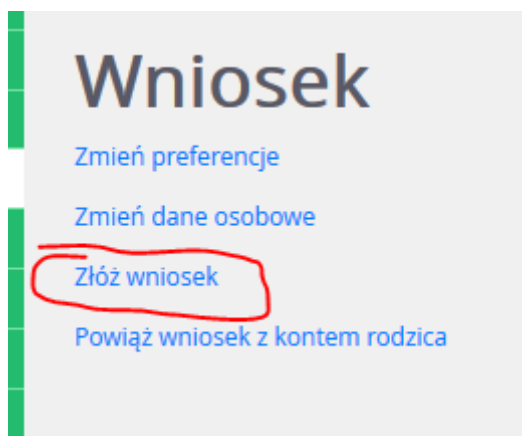 Wniosek
Zmień preferencje
Zmień dane osobowe
Złóż wniosek
Powiąż wniosek z kontem rodzica